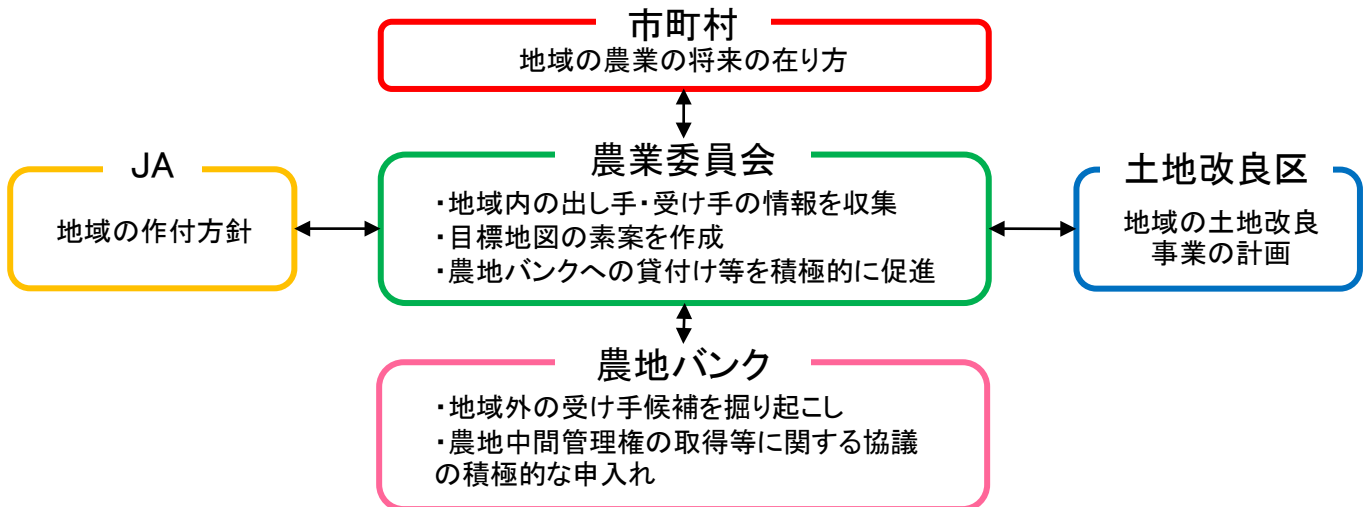 市町村
地域の農業の将来の在り方
JA
地域の作付方針
農業委員会
・地域内の出し手・受け手の情報を収集
・目標地図の素案を作成
・農地バンクへの貸付け等を積極的に促進
土地改良区
地域の土地改良
事業の計画
農地バンク
・地域外の受け手候補を掘り起こし
・農地中間管理権の取得等に関する協議
の積極的な申入れ